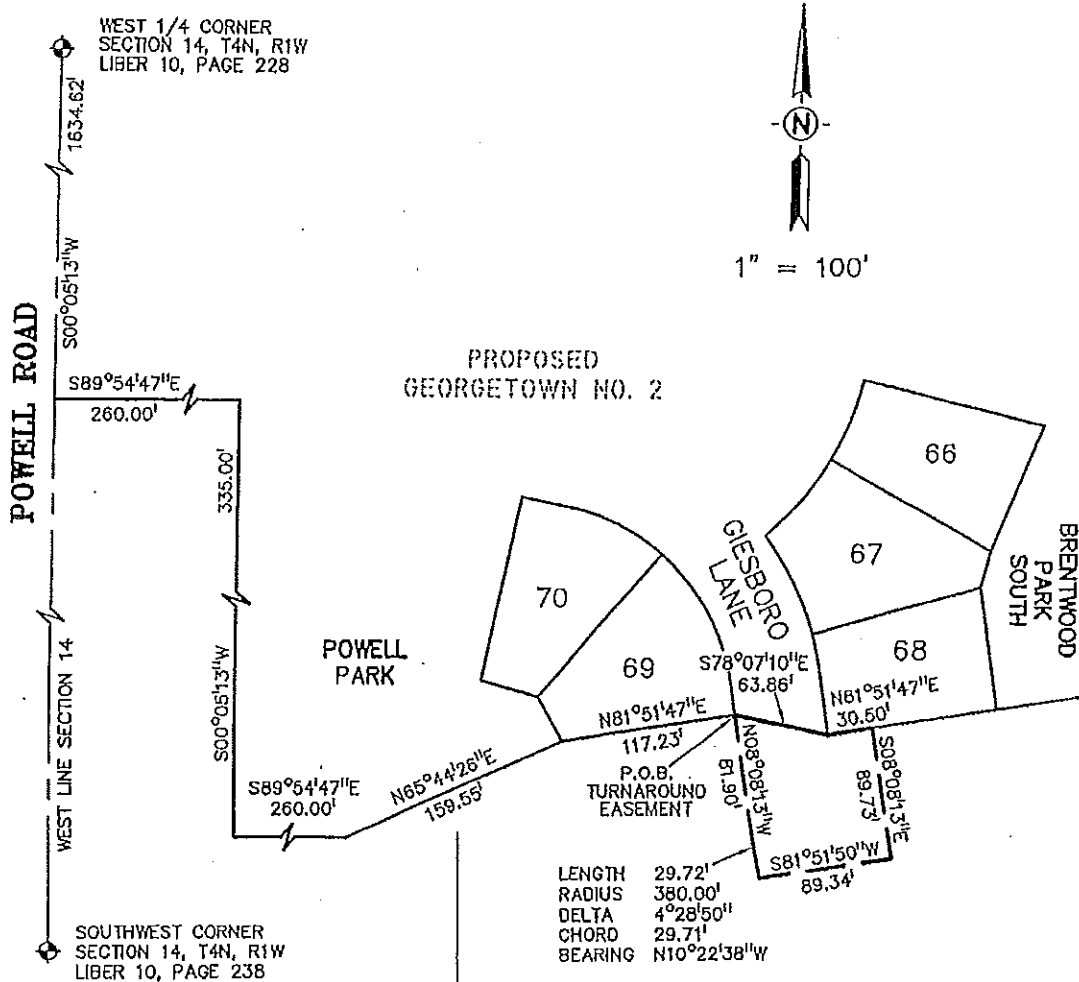 WEST 1/4 CORNER
SECTION 14, T4N, R1W
LIBER 10, PAGE 228
1634.62'
S00°05'13"W
POWELL ROAD
WEST LINE SECTION 14
N
1" = 100'
PROPOSED
GEORGETOWN NO. 2
S89°54'47"E
260.00'
335.00'
S00°05'13"W
POWELL
PARK
S89°54'47"E
260.00'
N65°44'26"E
159.55'
70
69
66
67
68
GIESBORO
LANE
BRENTWOOD
PARK
SOUTH
S78°07'10"E
63.86'
N81°51'47"E
117.23'
N81°51'47"E
30.50'
P.O.B.
TURNAROUND
EASEMENT
N08°08'13"W
81.90'
S08°08'13"E
89.73'
S81°51'50"W
89.34'
LENGTH 29.72'
RADIUS 380.00'
DELTA 4°28'50"
CHORD 29.71'
BEARING N10°22'38"W
SOUTHWEST CORNER
SECTION 14, T4N, R1W
LIBER 10, PAGE 238